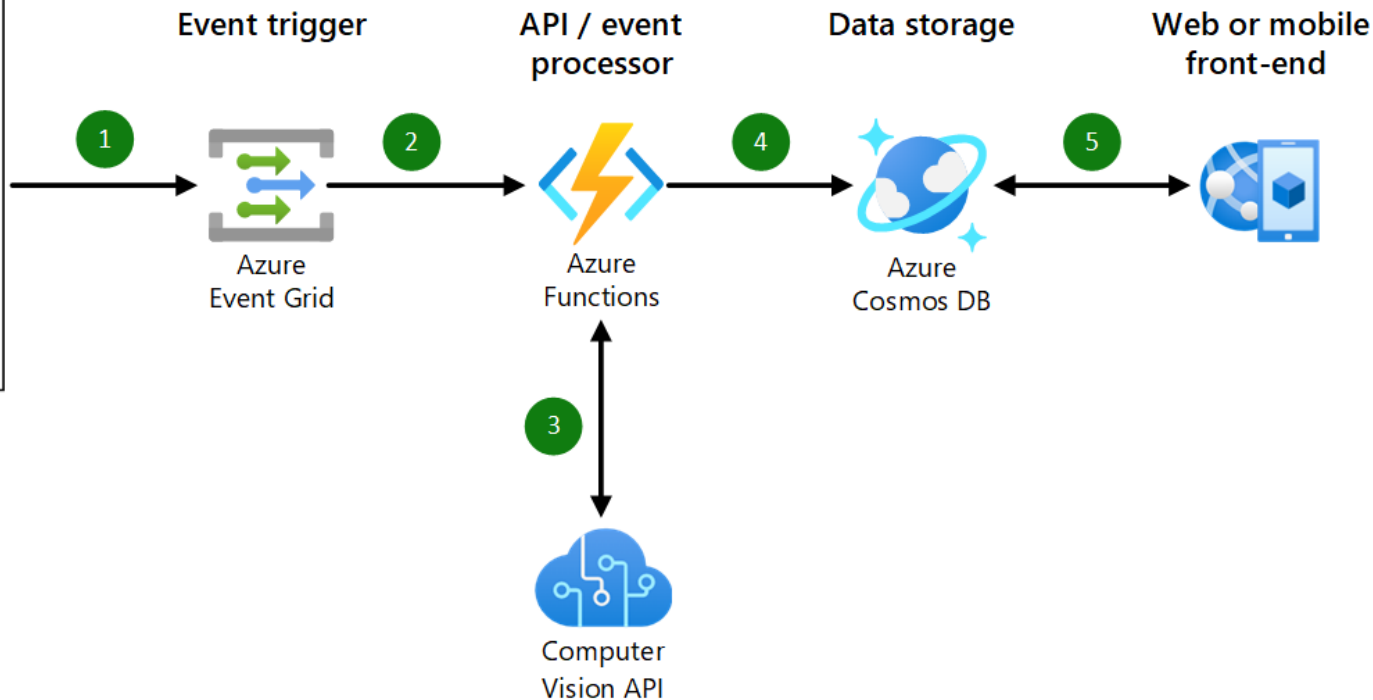 Event trigger
API / event
processor
Data storage
Web or mobile
front-end
1
2
4
5
Azure
Event Grid
Azure
Functions
Azure
Cosmos DB
3
Computer
Vision API